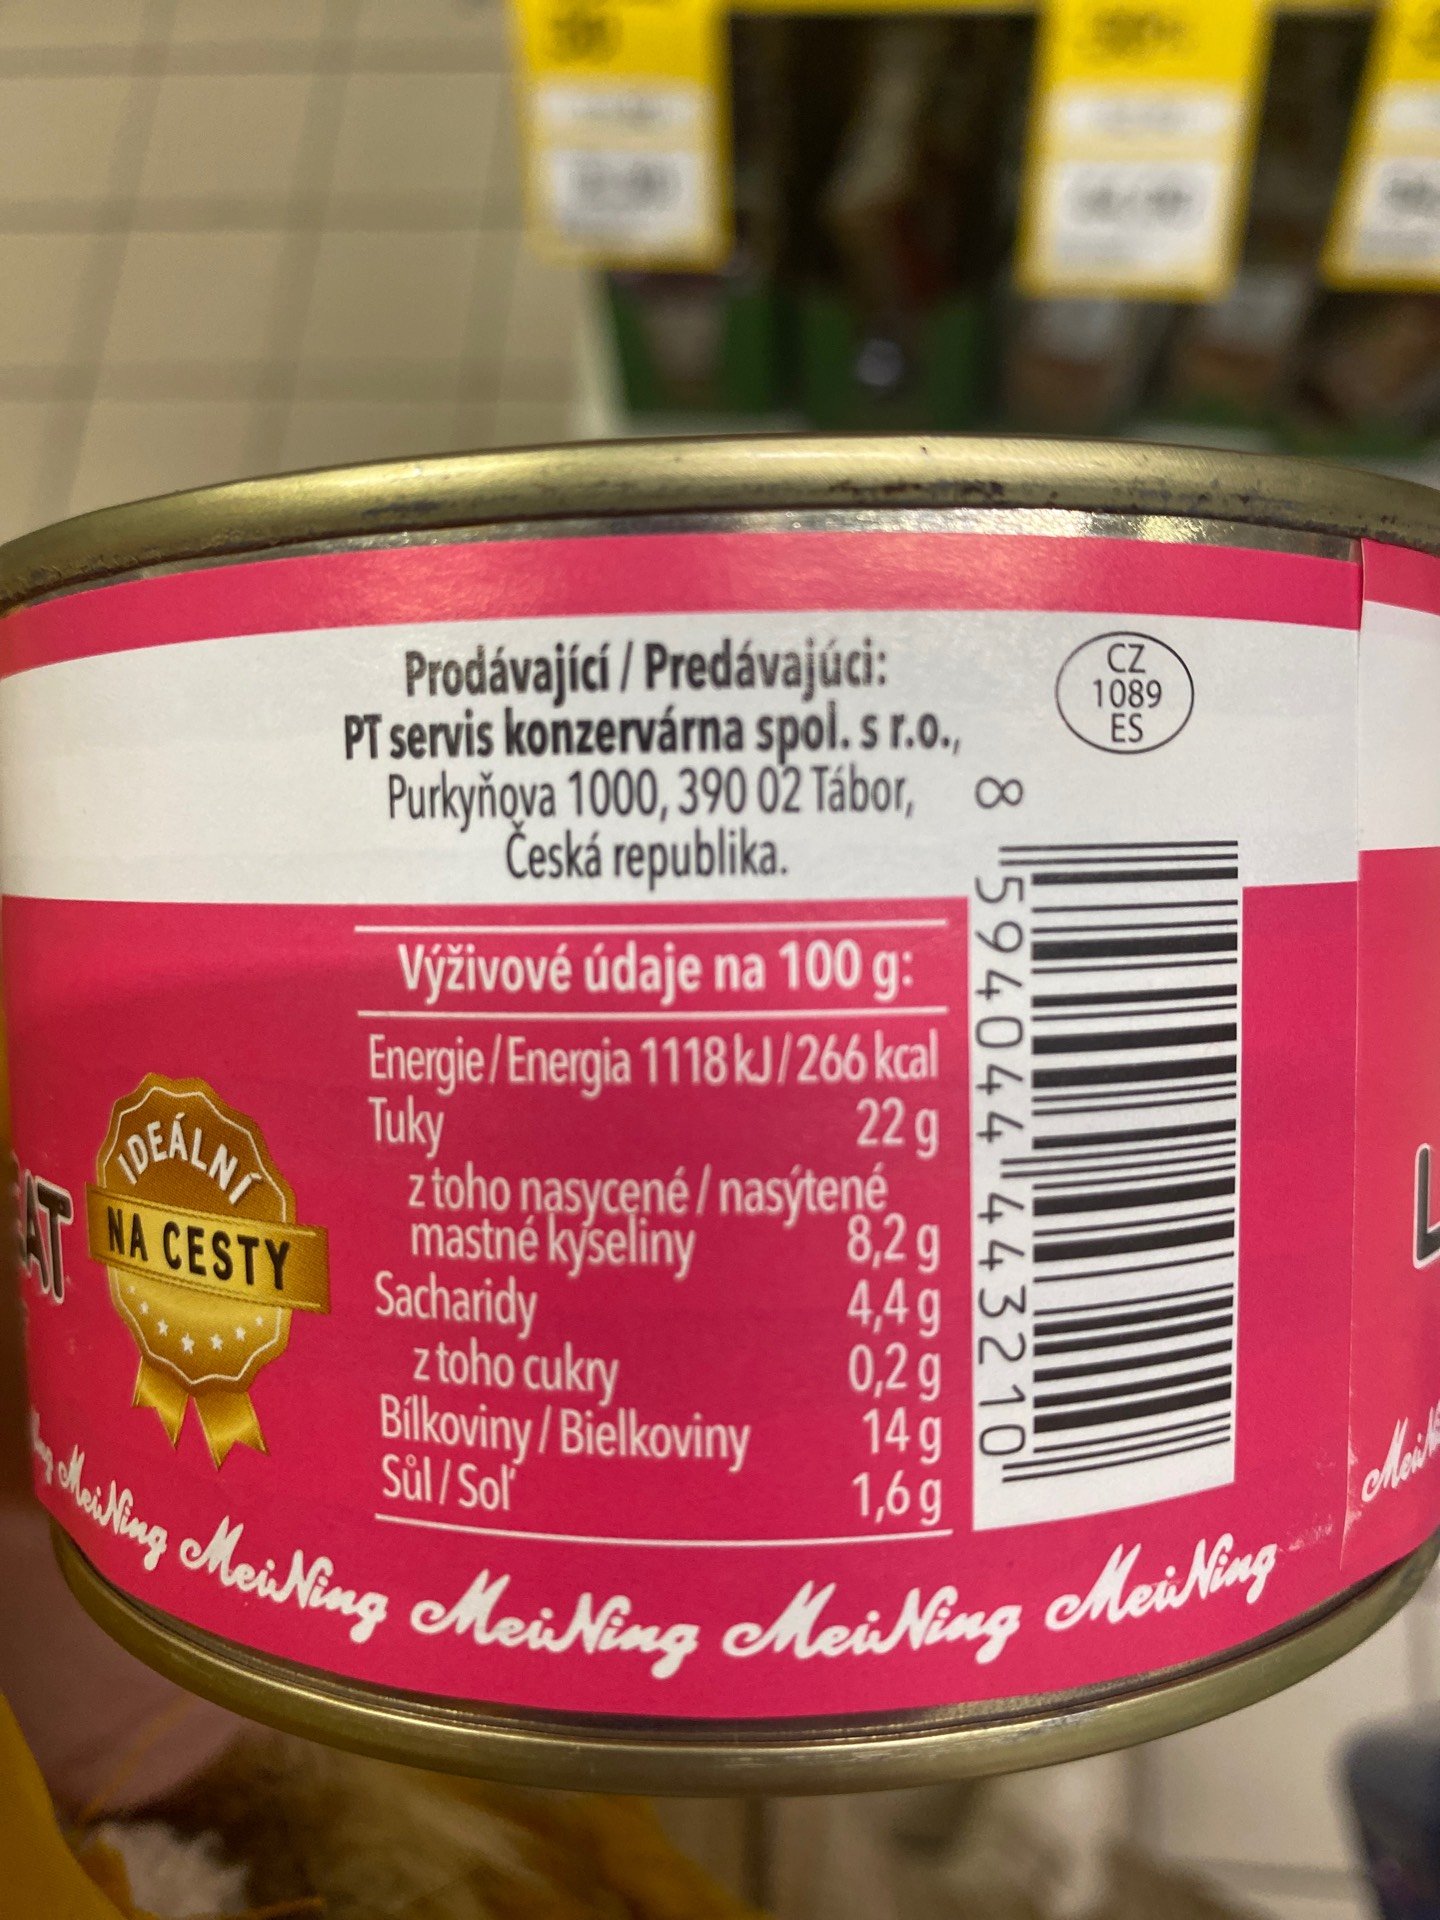 Prodávající / Predávajúci:
PT servis konzervárna spol. s r.o.,
Purkyňova 1000, 390 02 Tábor,
Česká republika.
CZ
1089
ES
8 594044 443210
Výživové údaje na 100 g:
Energie / Energia 1118 kJ / 266 kcal
Tuky 22 g
z toho nasycené / nasýtené
mastné kyseliny 8,2 g
Sacharidy 4,4 g
z toho cukry 0,2 g
Bílkoviny / Bielkoviny 14 g
Sůl / Soľ 1,6 g
IDEÁLNÍ
NA CESTY
MeiNing MeiNing MeiNing MeiNing MeiNing